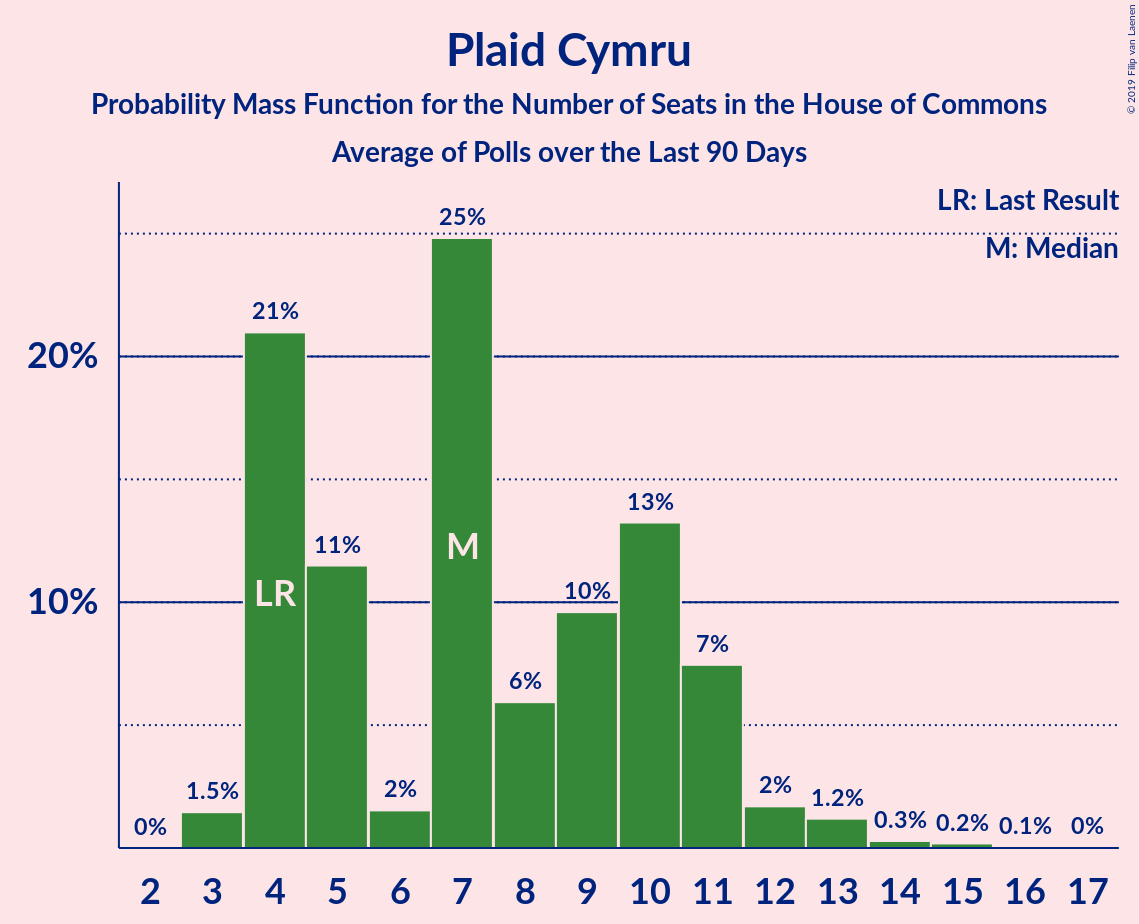 Plaid Cymru
Probability Mass Function for the Number of Seats in the House of Commons
Average of Polls over the Last 90 Days
© 2019 Filip van Laenen
LR: Last Result
M: Median
20%
10%
0%
1.5%
21%
11%
2%
25%
6%
10%
13%
7%
2%
1.2%
0.3%
0.2%
0.1%
0%
LR
M
2 3 4 5 6 7 8 9 10 11 12 13 14 15 16 17